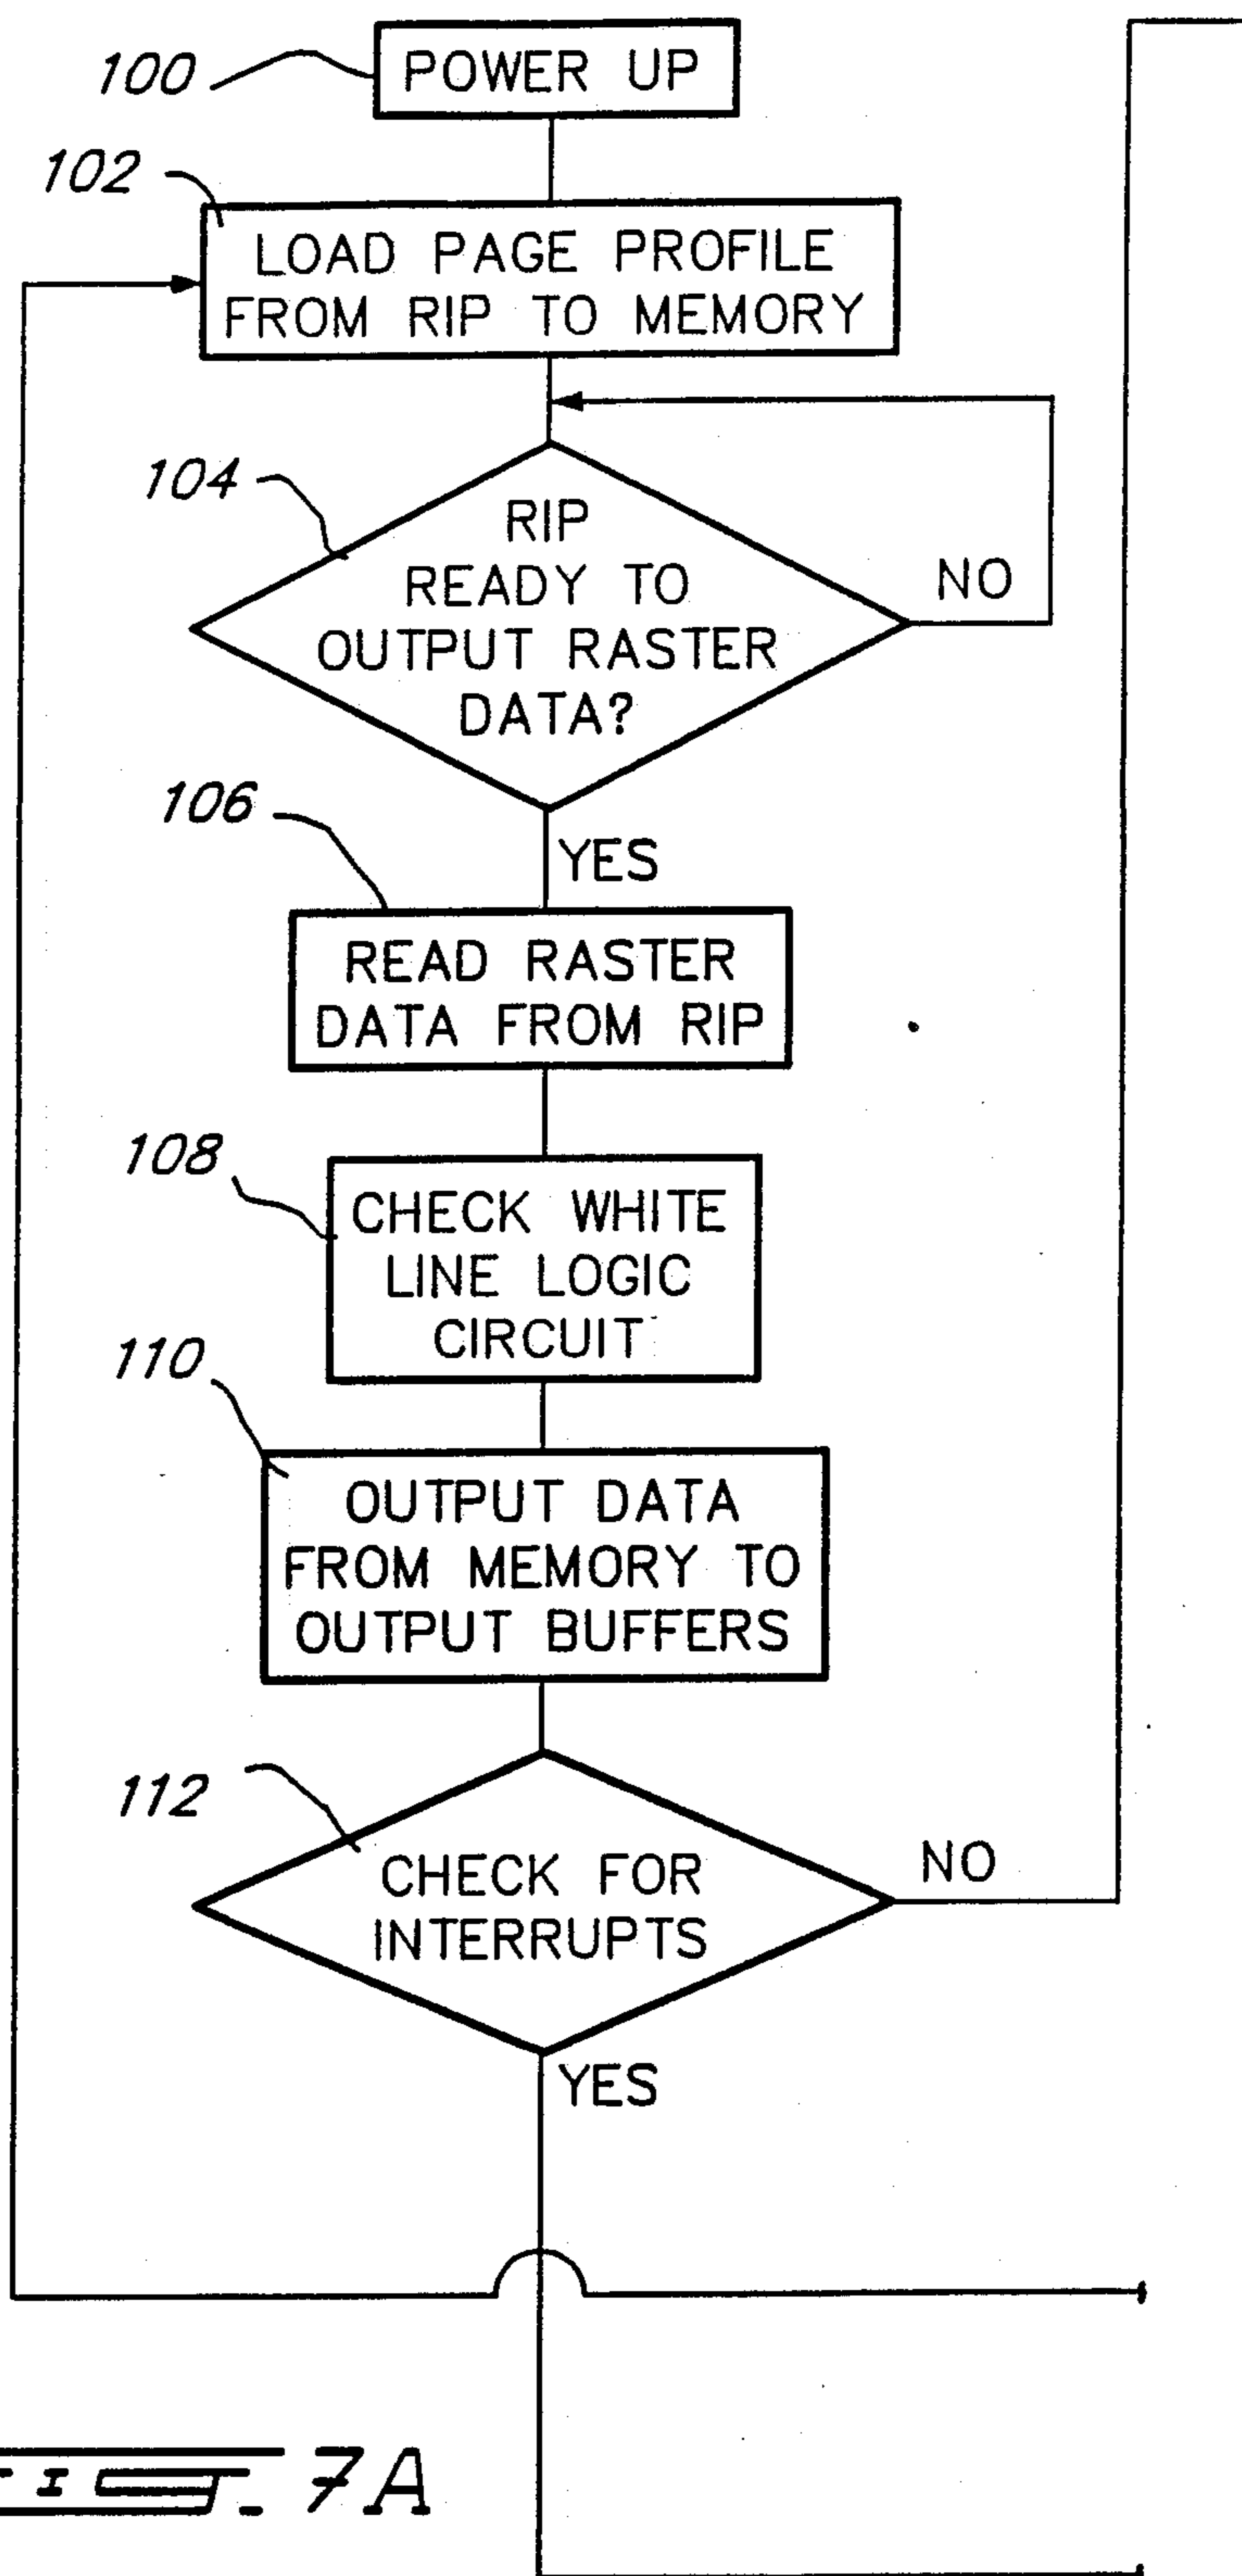 100
POWER UP
102
LOAD PAGE PROFILE
FROM RIP TO MEMORY
104
RIP
READY TO
OUTPUT RASTER
DATA?
NO
YES
106
READ RASTER
DATA FROM RIP
108
CHECK WHITE
LINE LOGIC
CIRCUIT
110
OUTPUT DATA
FROM MEMORY TO
OUTPUT BUFFERS
112
CHECK FOR
INTERRUPTS
NO
YES
7A